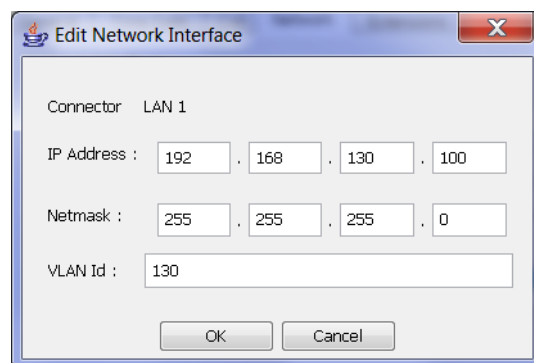 Edit Network Interface
X
Connector LAN 1
IP Address : 192 . 168 . 130 . 100
Netmask : 255 . 255 . 255 . 0
VLAN Id : 130
OK Cancel